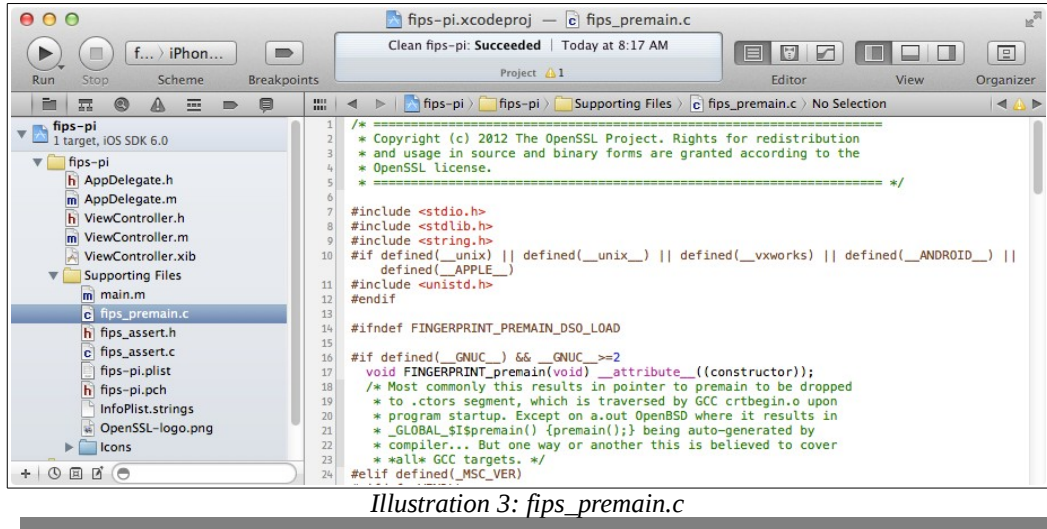 fips-pi.xcodeproj — c fips_premain.c
f... › iPhon...
Clean fips-pi: Succeeded | Today at 8:17 AM
Project 1
Run Stop Scheme Breakpoints Editor View Organizer
fips-pi › fips-pi › Supporting Files › c fips_premain.c › No Selection
fips-pi
1 target, iOS SDK 6.0
fips-pi
h AppDelegate.h
m AppDelegate.m
h ViewController.h
m ViewController.m
ViewController.xib
Supporting Files
m main.m
c fips_premain.c
h fips_assert.h
c fips_assert.c
fips-pi.plist
h fips-pi.pch
InfoPlist.strings
OpenSSL-logo.png
Icons
1 /* ====================================================================
2 * Copyright (c) 2012 The OpenSSL Project. Rights for redistribution
3 * and usage in source and binary forms are granted according to the
4 * OpenSSL license.
5 * ==================================================================== */
6
7 #include <stdio.h>
8 #include <stdlib.h>
9 #include <string.h>
10 #if defined(__unix) || defined(__unix__) || defined(__vxworks) || defined(__ANDROID__) ||
defined(__APPLE__)
11 #include <unistd.h>
12 #endif
13
14 #ifndef FINGERPRINT_PREMAIN_DSO_LOAD
15
16 #if defined(__GNUC__) && __GNUC__>=2
17 void FINGERPRINT_premain(void) __attribute__((constructor));
18 /* Most commonly this results in pointer to premain to be dropped
19 * to .ctors segment, which is traversed by GCC crtbegin.o upon
20 * program startup. Except on a.out OpenBSD where it results in
21 * _GLOBAL_$I$premain() {premain();} being auto-generated by
22 * compiler... But one way or another this is believed to cover
23 * *all* GCC targets. */
24 #elif defined(_MSC_VER)
Illustration 3: fips_premain.c